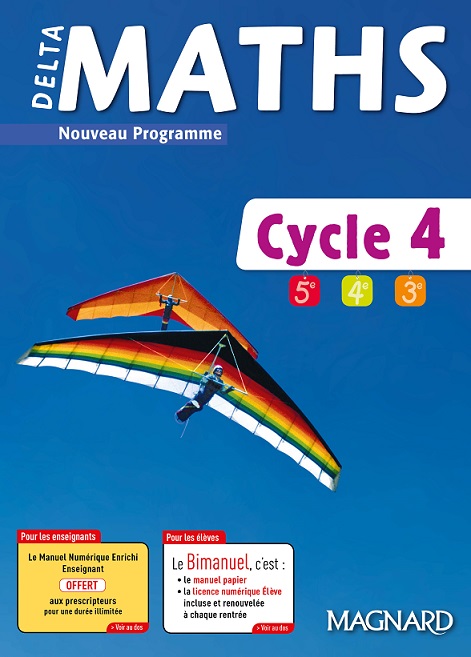 DELTA
MATHS
Nouveau Programme
Cycle 4
5e 4e 3e
Pour les enseignants
Le Manuel Numérique Enrichi
Enseignant
OFFERT
aux prescripteurs
pour une durée illimitée
> Voir au dos
Pour les élèves
Le Bimanuel, c'est :
• le manuel papier
• la licence numérique Élève
incluse et renouvelée
à chaque rentrée
> Voir au dos
MAGNARD